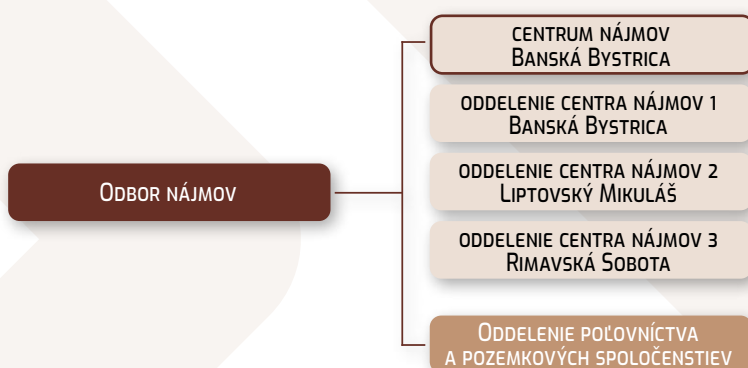 CENTRUM NÁJMOV
BANSKÁ BYSTRICA
ODDELENIE CENTRA NÁJMOV 1
BANSKÁ BYSTRICA
ODBOR NÁJMOV
ODDELENIE CENTRA NÁJMOV 2
LIPTOVSKÝ MIKULÁŠ
ODDELENIE CENTRA NÁJMOV 3
RIMAVSKÁ SOBOTA
ODDELENIE POĽOVNÍCTVA
A POZEMKOVÝCH SPOLOČENSTIEV